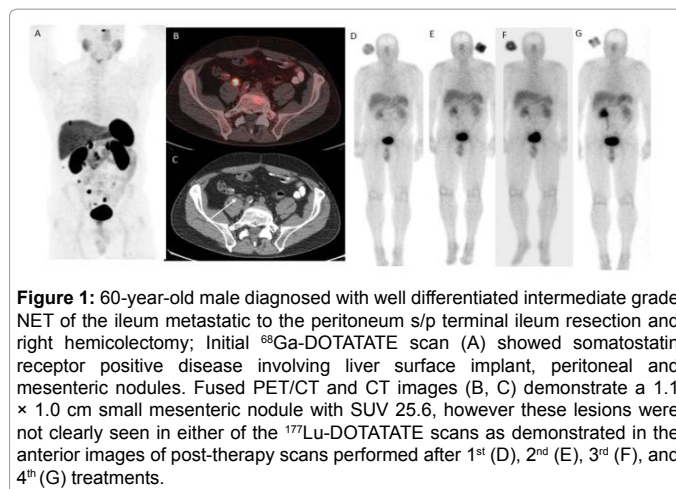 A
B
C
D
E
F
G
Figure 1: 60-year-old male diagnosed with well differentiated intermediate grade
NET of the ileum metastatic to the peritoneum s/p terminal ileum resection and
right hemicolectomy; Initial ⁶⁸Ga-DOTATATE scan (A) showed somatostatin
receptor positive disease involving liver surface implant, peritoneal and
mesenteric nodules. Fused PET/CT and CT images (B, C) demonstrate a 1.1
× 1.0 cm small mesenteric nodule with SUV 25.6, however these lesions were
not clearly seen in either of the ¹⁷⁷Lu-DOTATATE scans as demonstrated in the
anterior images of post-therapy scans performed after 1ˢᵗ (D), 2ⁿᵈ (E), 3ʳᵈ (F), and
4ᵗʰ (G) treatments.